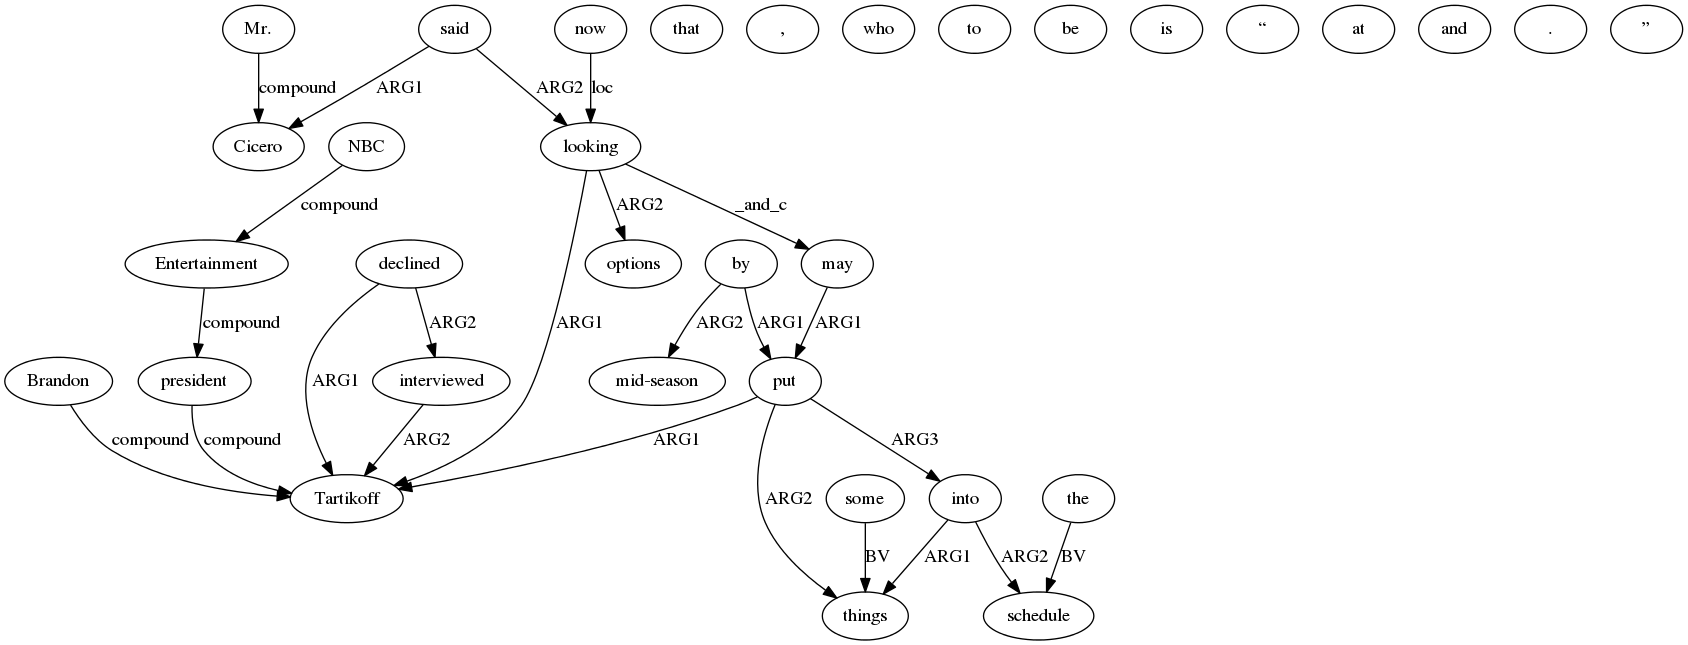 Mr. said now that , who to be is “ at and . ”
compound ARG1 ARG2 loc
Cicero NBC looking
compound ARG2 _and_c
Entertainment declined options by may
compound ARG2 ARG1 ARG2 ARG1 ARG1
Brandon president ARG1 interviewed mid-season put
compound compound ARG2 ARG1 ARG3
Tartikoff ARG2 some into the
BV ARG1 ARG2 BV
things schedule